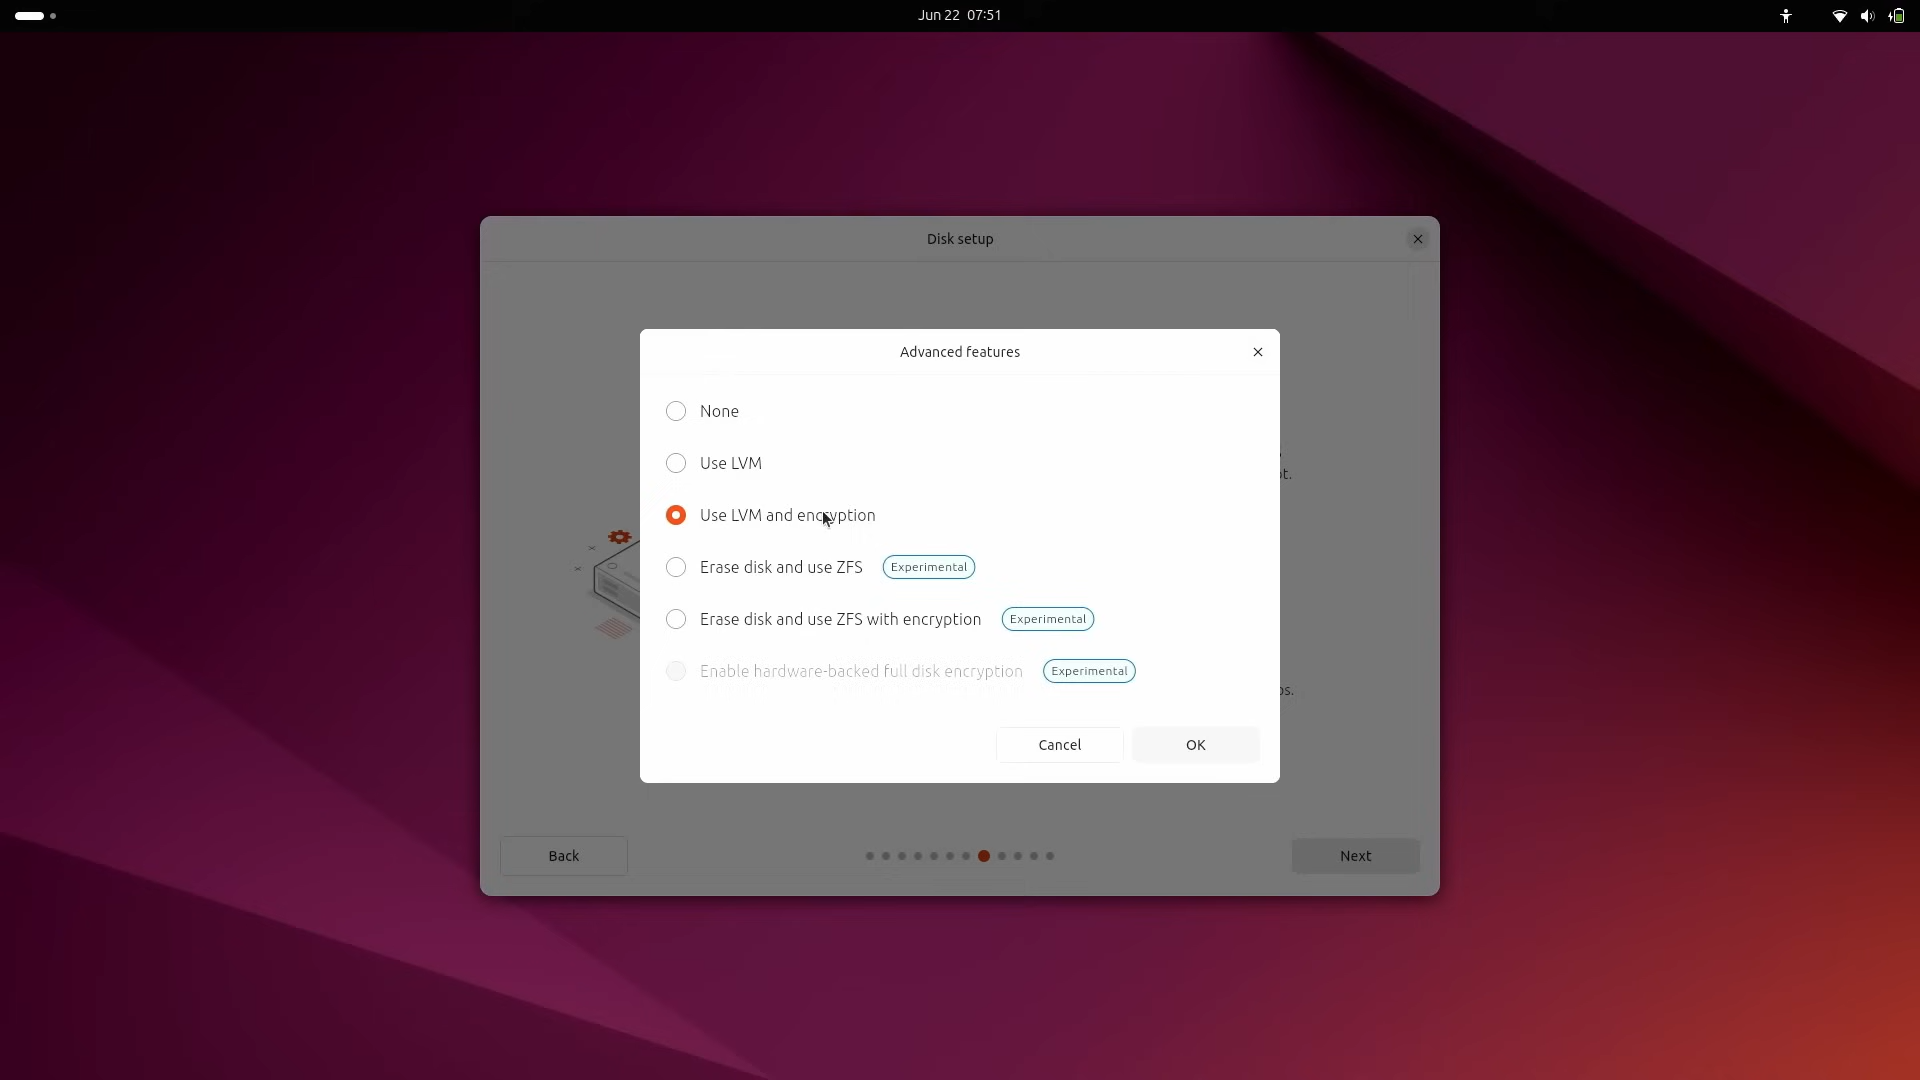 Jun 22 07:51
Disk setup
Advanced features
None
Use LVM
t.
Use LVM and encryption
Erase disk and use ZFS Experimental
Erase disk and use ZFS with encryption Experimental
Enable hardware-backed full disk encryption Experimental
os.
Cancel OK
Back Next